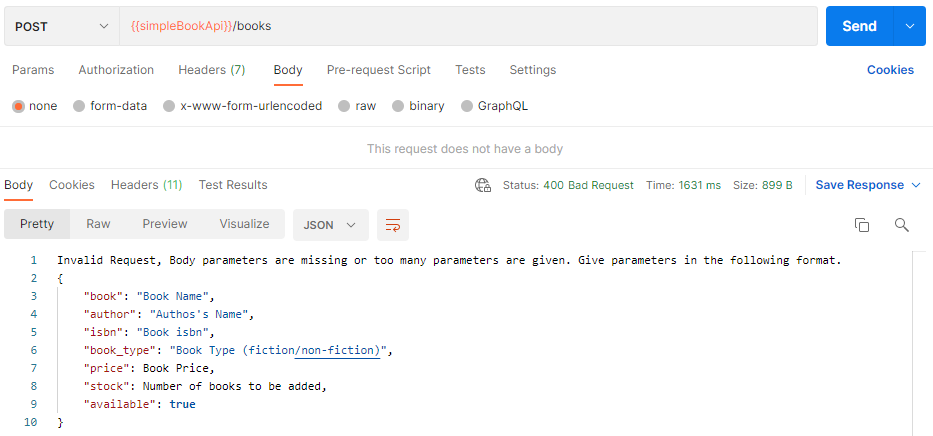 POST {{simpleBookApi}}/books Send
Params Authorization Headers (7) Body Pre-request Script Tests Settings Cookies
none form-data x-www-form-urlencoded raw binary GraphQL
This request does not have a body
Body Cookies Headers (11) Test Results Status: 400 Bad Request Time: 1631 ms Size: 899 B Save Response
Pretty Raw Preview Visualize JSON
1 Invalid Request, Body parameters are missing or too many parameters are given. Give parameters in the following format.
2 {
3 "book": "Book Name",
4 "author": "Authos's Name",
5 "isbn": "Book isbn",
6 "book_type": "Book Type (fiction/non-fiction)",
7 "price": Book Price,
8 "stock": Number of books to be added,
9 "available": true
10 }